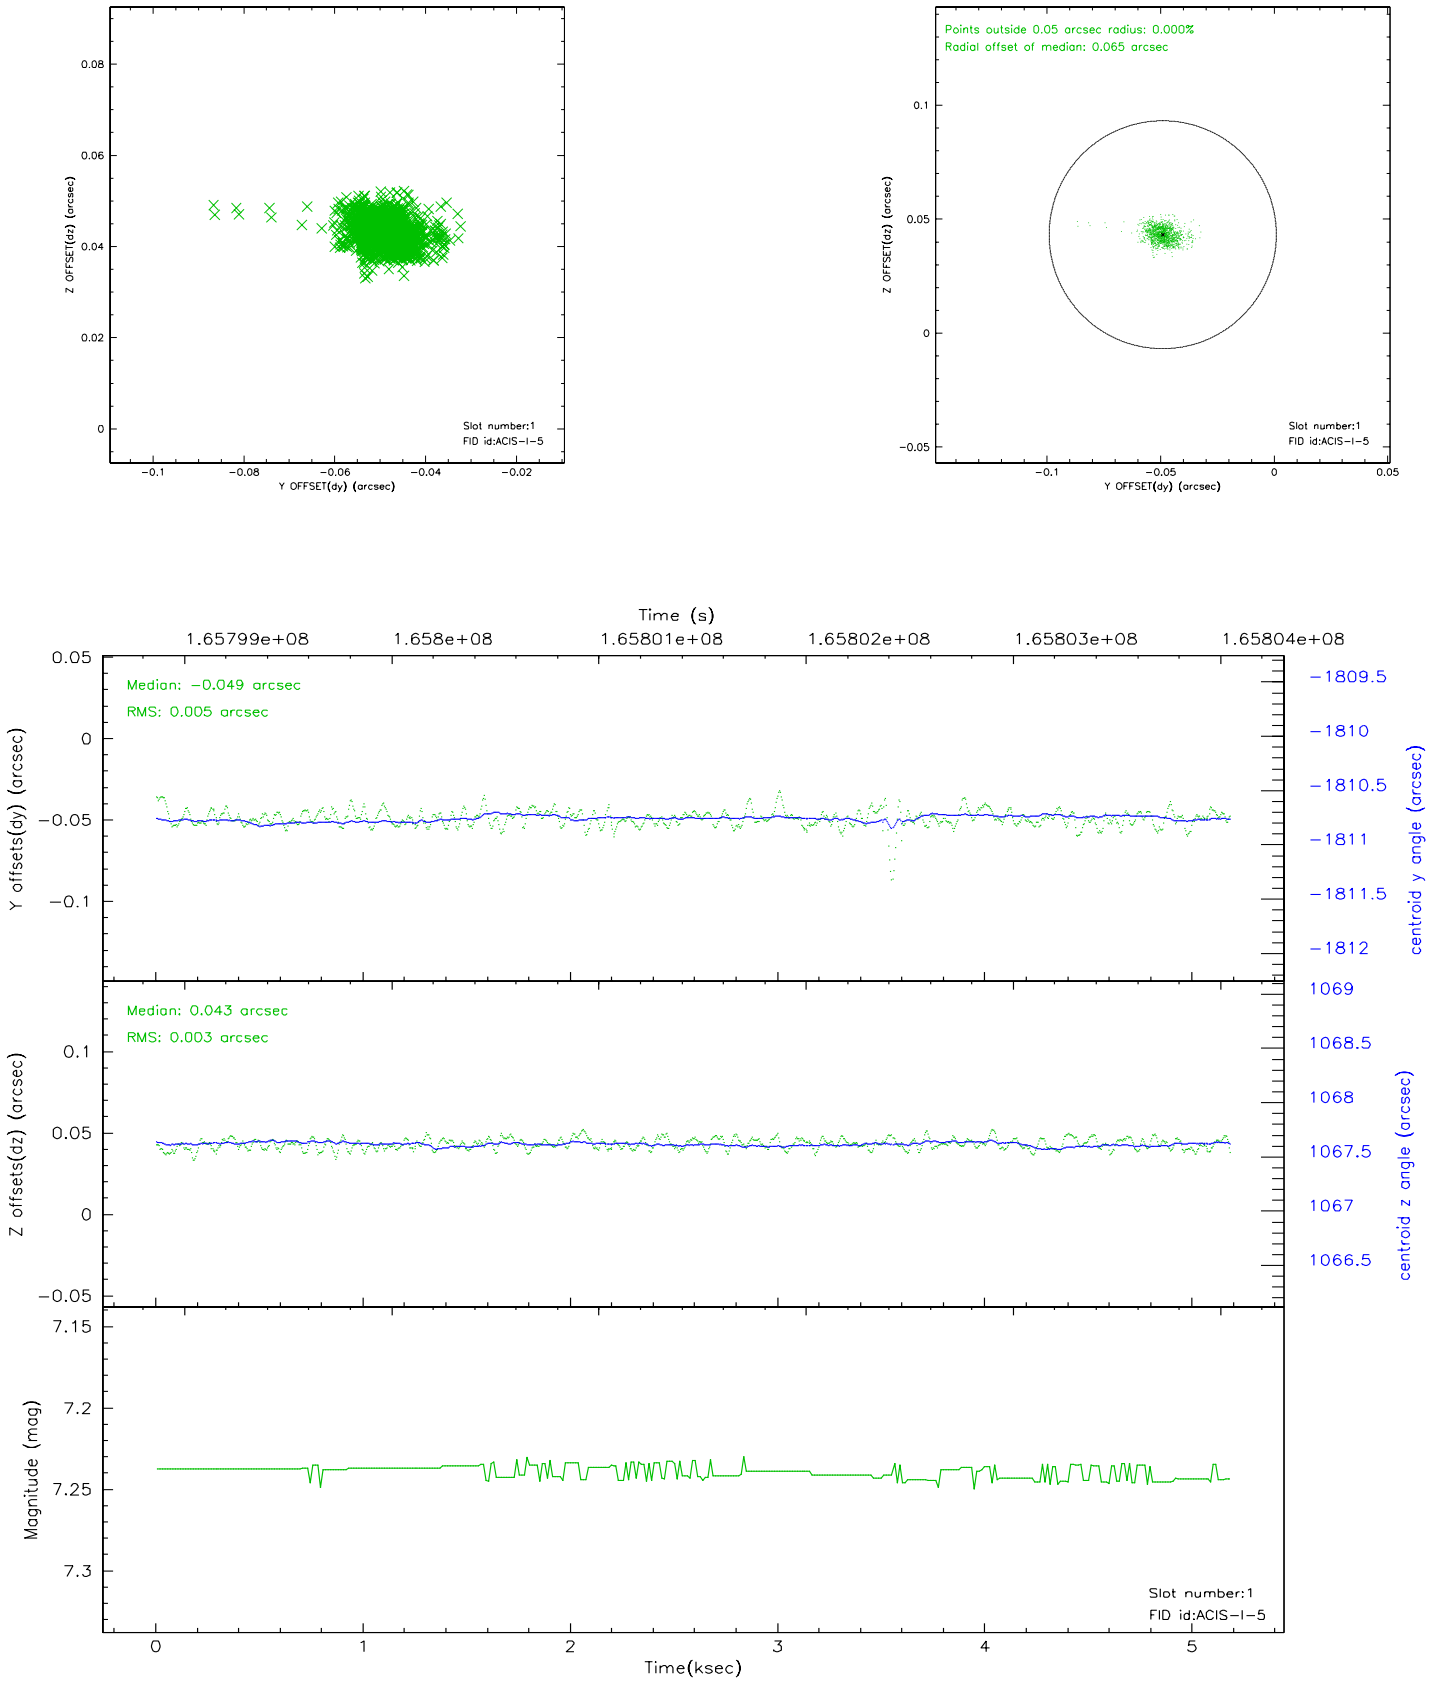 0.08
0.06
0.04
0.02
0
Z OFFSET(dz) (arcsec)
Slot number:1
FID id:ACIS-I-5
-0.1 -0.08 -0.06 -0.04 -0.02
Y OFFSET(dy) (arcsec)
Points outside 0.05 arcsec radius: 0.000%
Radial offset of median: 0.065 arcsec
0.1
0.05
0
-0.05
Z OFFSET(dz) (arcsec)
Slot number:1
FID id:ACIS-I-5
-0.1 -0.05 0 0.05
Y OFFSET(dy) (arcsec)
Time (s)
1.65799e+08 1.658e+08 1.65801e+08 1.65802e+08 1.65803e+08 1.65804e+08
0.05
0
-0.05
-0.1
Y offsets(dy) (arcsec)
Median: -0.049 arcsec
RMS: 0.005 arcsec
-1809.5
-1810
-1810.5
-1811
-1811.5
-1812
centroid y angle (arcsec)
0.1
0.05
0
-0.05
Z offsets(dz) (arcsec)
Median: 0.043 arcsec
RMS: 0.003 arcsec
1069
1068.5
1068
1067.5
1067
1066.5
centroid z angle (arcsec)
7.15
7.2
7.25
7.3
Magnitude (mag)
Slot number:1
FID id:ACIS-I-5
0 1 2 3 4 5
Time(ksec)